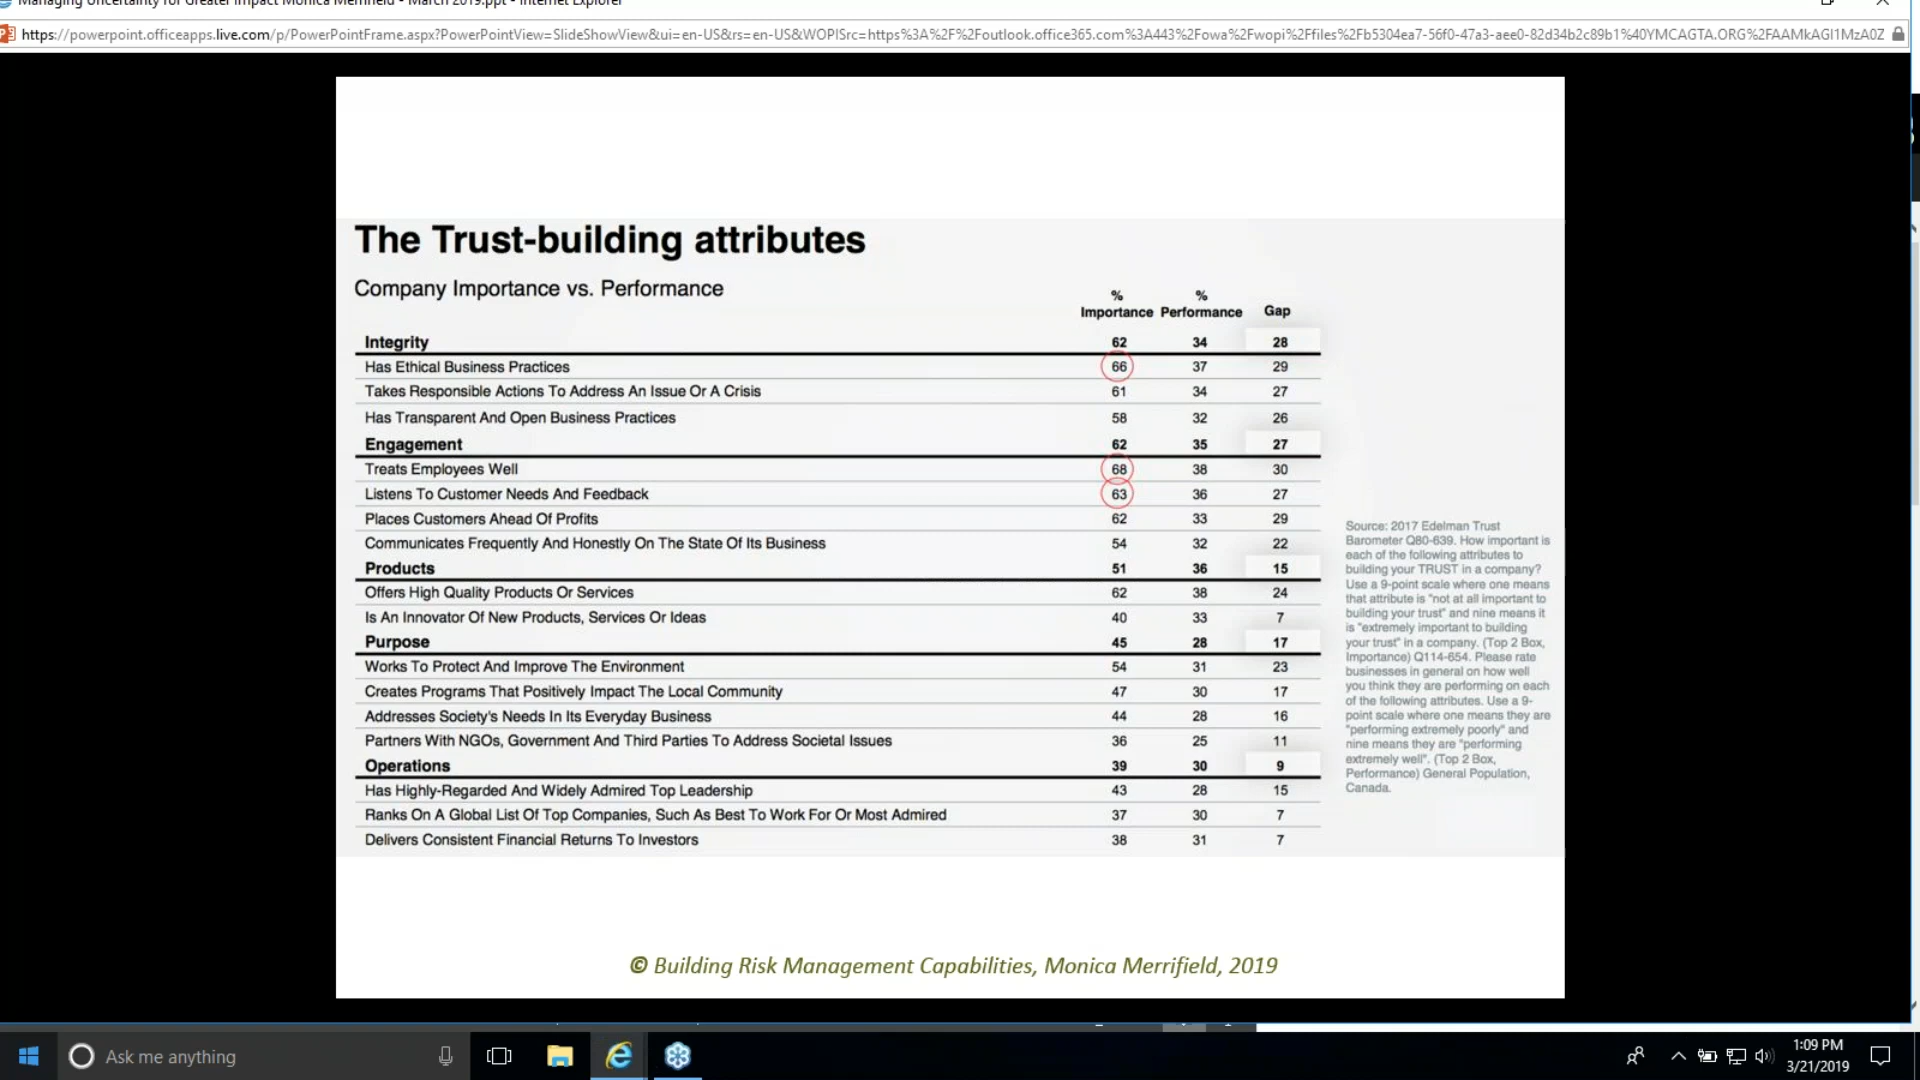 Managing Uncertainty for Greater Impact Monica Merrifield - March 2019.ppt - Internet Explorer
https://powerpoint.officeapps.live.com/p/PowerPointFrame.aspx?PowerPointView=SlideShowView&ui=en-US&rs=en-US&WOPISrc=https%3A%2F%2Foutlook.office365.com%3A443%2Fowa%2Fwopi%2Ffiles%2Fb5304ea7-56f0-47a3-aee0-82d34b2c89b1%40YMCAGTA.ORG%2FAAMkAGI1MzA0Z
The Trust-building attributes
Company Importance vs. Performance
% Importance % Performance Gap
Integrity 62 34 28
Has Ethical Business Practices 66 37 29
Takes Responsible Actions To Address An Issue Or A Crisis 61 34 27
Has Transparent And Open Business Practices 58 32 26
Engagement 62 35 27
Treats Employees Well 68 38 30
Listens To Customer Needs And Feedback 63 36 27
Places Customers Ahead Of Profits 62 33 29
Communicates Frequently And Honestly On The State Of Its Business 54 32 22
Products 51 36 15
Offers High Quality Products Or Services 62 38 24
Is An Innovator Of New Products, Services Or Ideas 40 33 7
Purpose 45 28 17
Works To Protect And Improve The Environment 54 31 23
Creates Programs That Positively Impact The Local Community 47 30 17
Addresses Society's Needs In Its Everyday Business 44 28 16
Partners With NGOs, Government And Third Parties To Address Societal Issues 36 25 11
Operations 39 30 9
Has Highly-Regarded And Widely Admired Top Leadership 43 28 15
Ranks On A Global List Of Top Companies, Such As Best To Work For Or Most Admired 37 30 7
Delivers Consistent Financial Returns To Investors 38 31 7
Source: 2017 Edelman Trust
Barometer Q80-639. How important is
each of the following attributes to
building your TRUST in a company?
Use a 9-point scale where one means
that attribute is "not at all important to
building your trust" and nine means it
is "extremely important to building
your trust" in a company. (Top 2 Box,
Importance) Q114-654. Please rate
businesses in general on how well
you think they are performing on each
of the following attributes. Use a 9-
point scale where one means they are
"performing extremely poorly" and
nine means they are "performing
extremely well". (Top 2 Box,
Performance) General Population,
Canada.
© Building Risk Management Capabilities, Monica Merrifield, 2019
Ask me anything
1:09 PM
3/21/2019